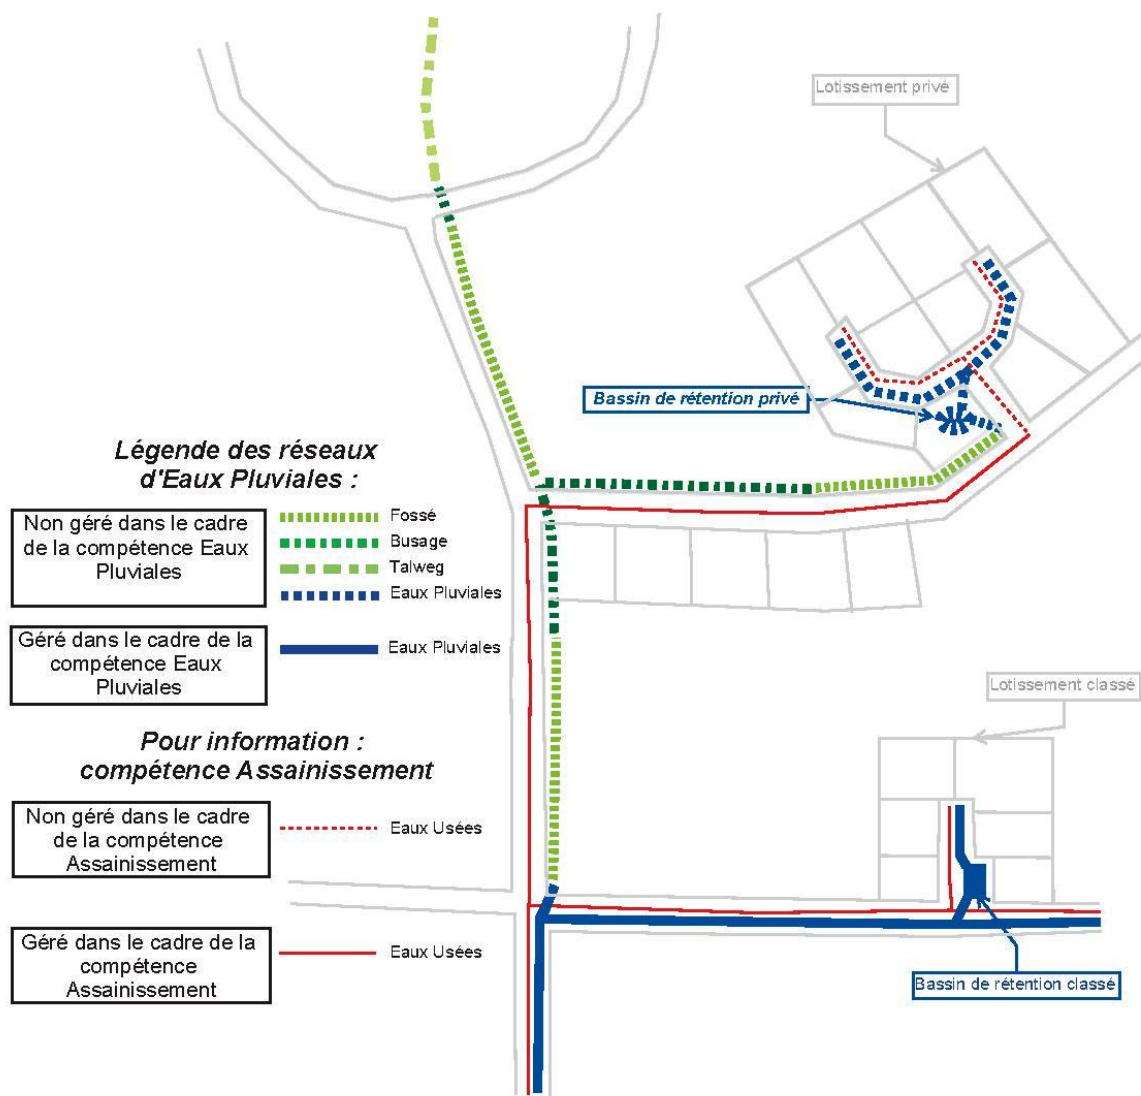 Lotissement privé
Bassin de rétention privé
Légende des réseaux
d'Eaux Pluviales :
Non géré dans le cadre
de la compétence Eaux
Pluviales
Fossé
Busage
Talweg
Eaux Pluviales
Géré dans le cadre de la
compétence Eaux
Pluviales
Eaux Pluviales
Lotissement classé
Pour information :
compétence Assainissement
Non géré dans le cadre
de la compétence
Assainissement
Eaux Usées
Géré dans le cadre de la
compétence
Assainissement
Eaux Usées
Bassin de rétention classé